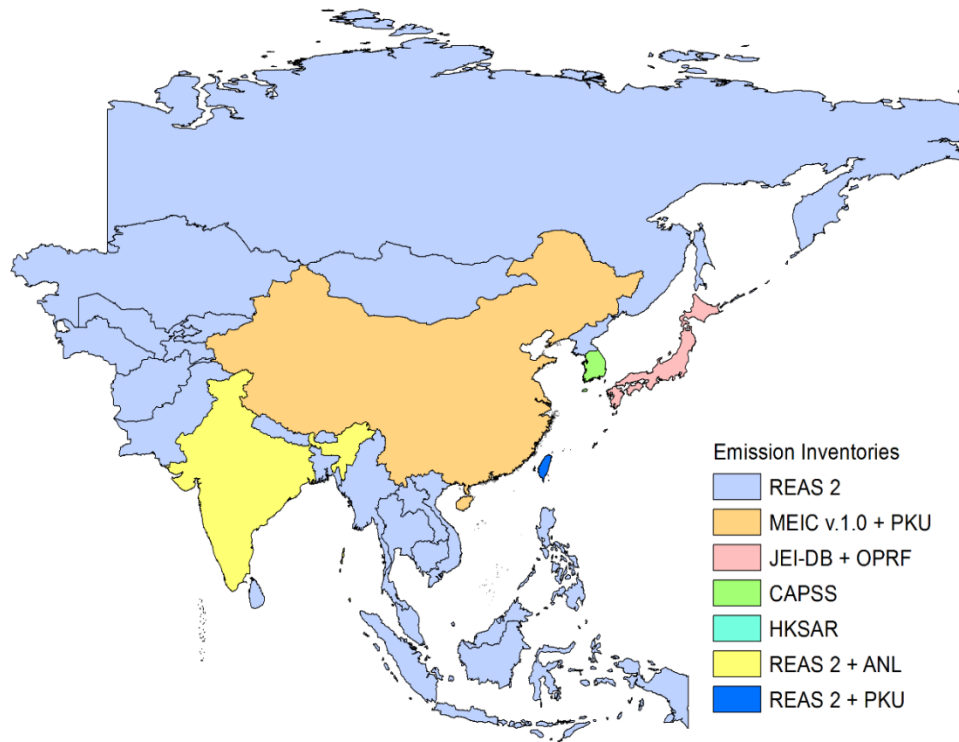 Emission Inventories
REAS 2
MEIC v.1.0 + PKU
JEI-DB + OPRF
CAPSS
HKSAR
REAS 2 + ANL
REAS 2 + PKU